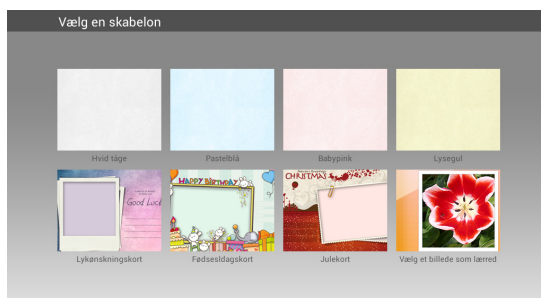 Vælg en skabelon
Hvid tåge
Pastelblå
Babypink
Lysegul
Good Luck
HAPPY BIRTHDAY
CHRISTMAS
Lykønskningskort
Fødsesldagskort
Julekort
Vælg et billede som lærred